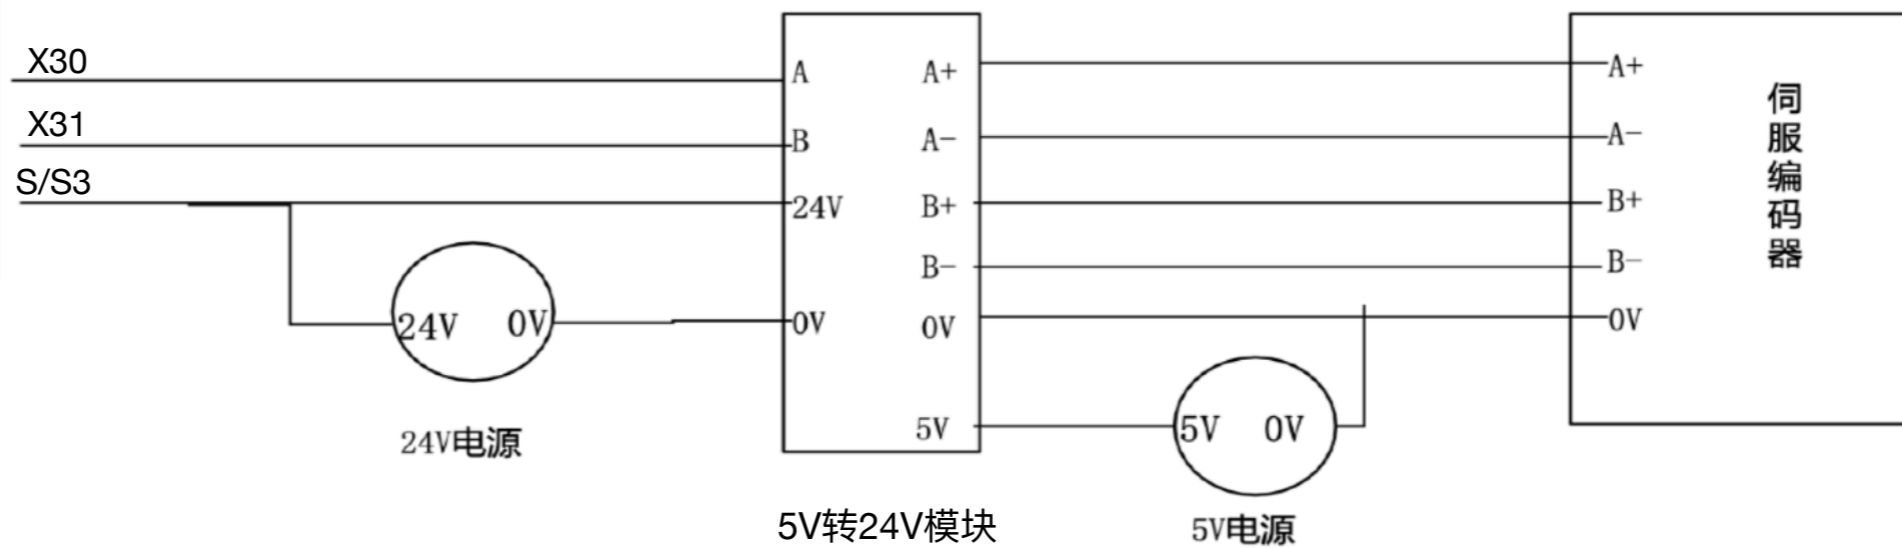 X30
X31
S/S3
A
B
24V
0V
A+
A-
B+
B-
0V
5V
24V 0V
24V电源
5V转24V模块
5V 0V
5V电源
A+
A-
B+
B-
0V
伺服编码器